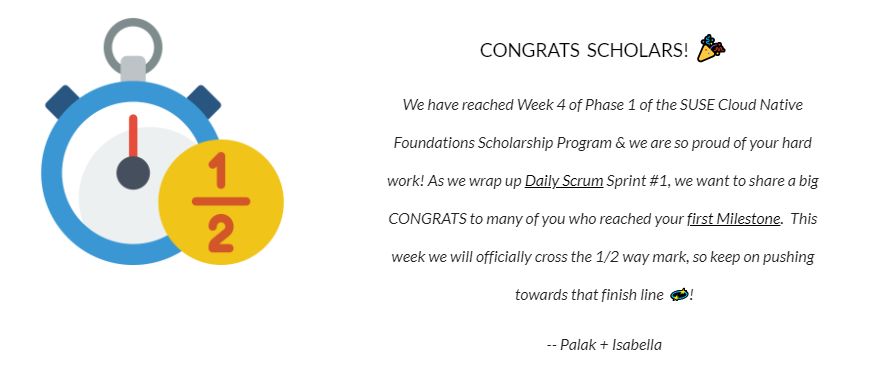 1
2
CONGRATS SCHOLARS! 🎉
We have reached Week 4 of Phase 1 of the SUSE Cloud Native
Foundations Scholarship Program & we are so proud of your hard
work! As we wrap up Daily Scrum Sprint #1, we want to share a big
CONGRATS to many of you who reached your first Milestone. This
week we will officially cross the 1/2 way mark, so keep on pushing
towards that finish line 💫!
-- Palak + Isabella